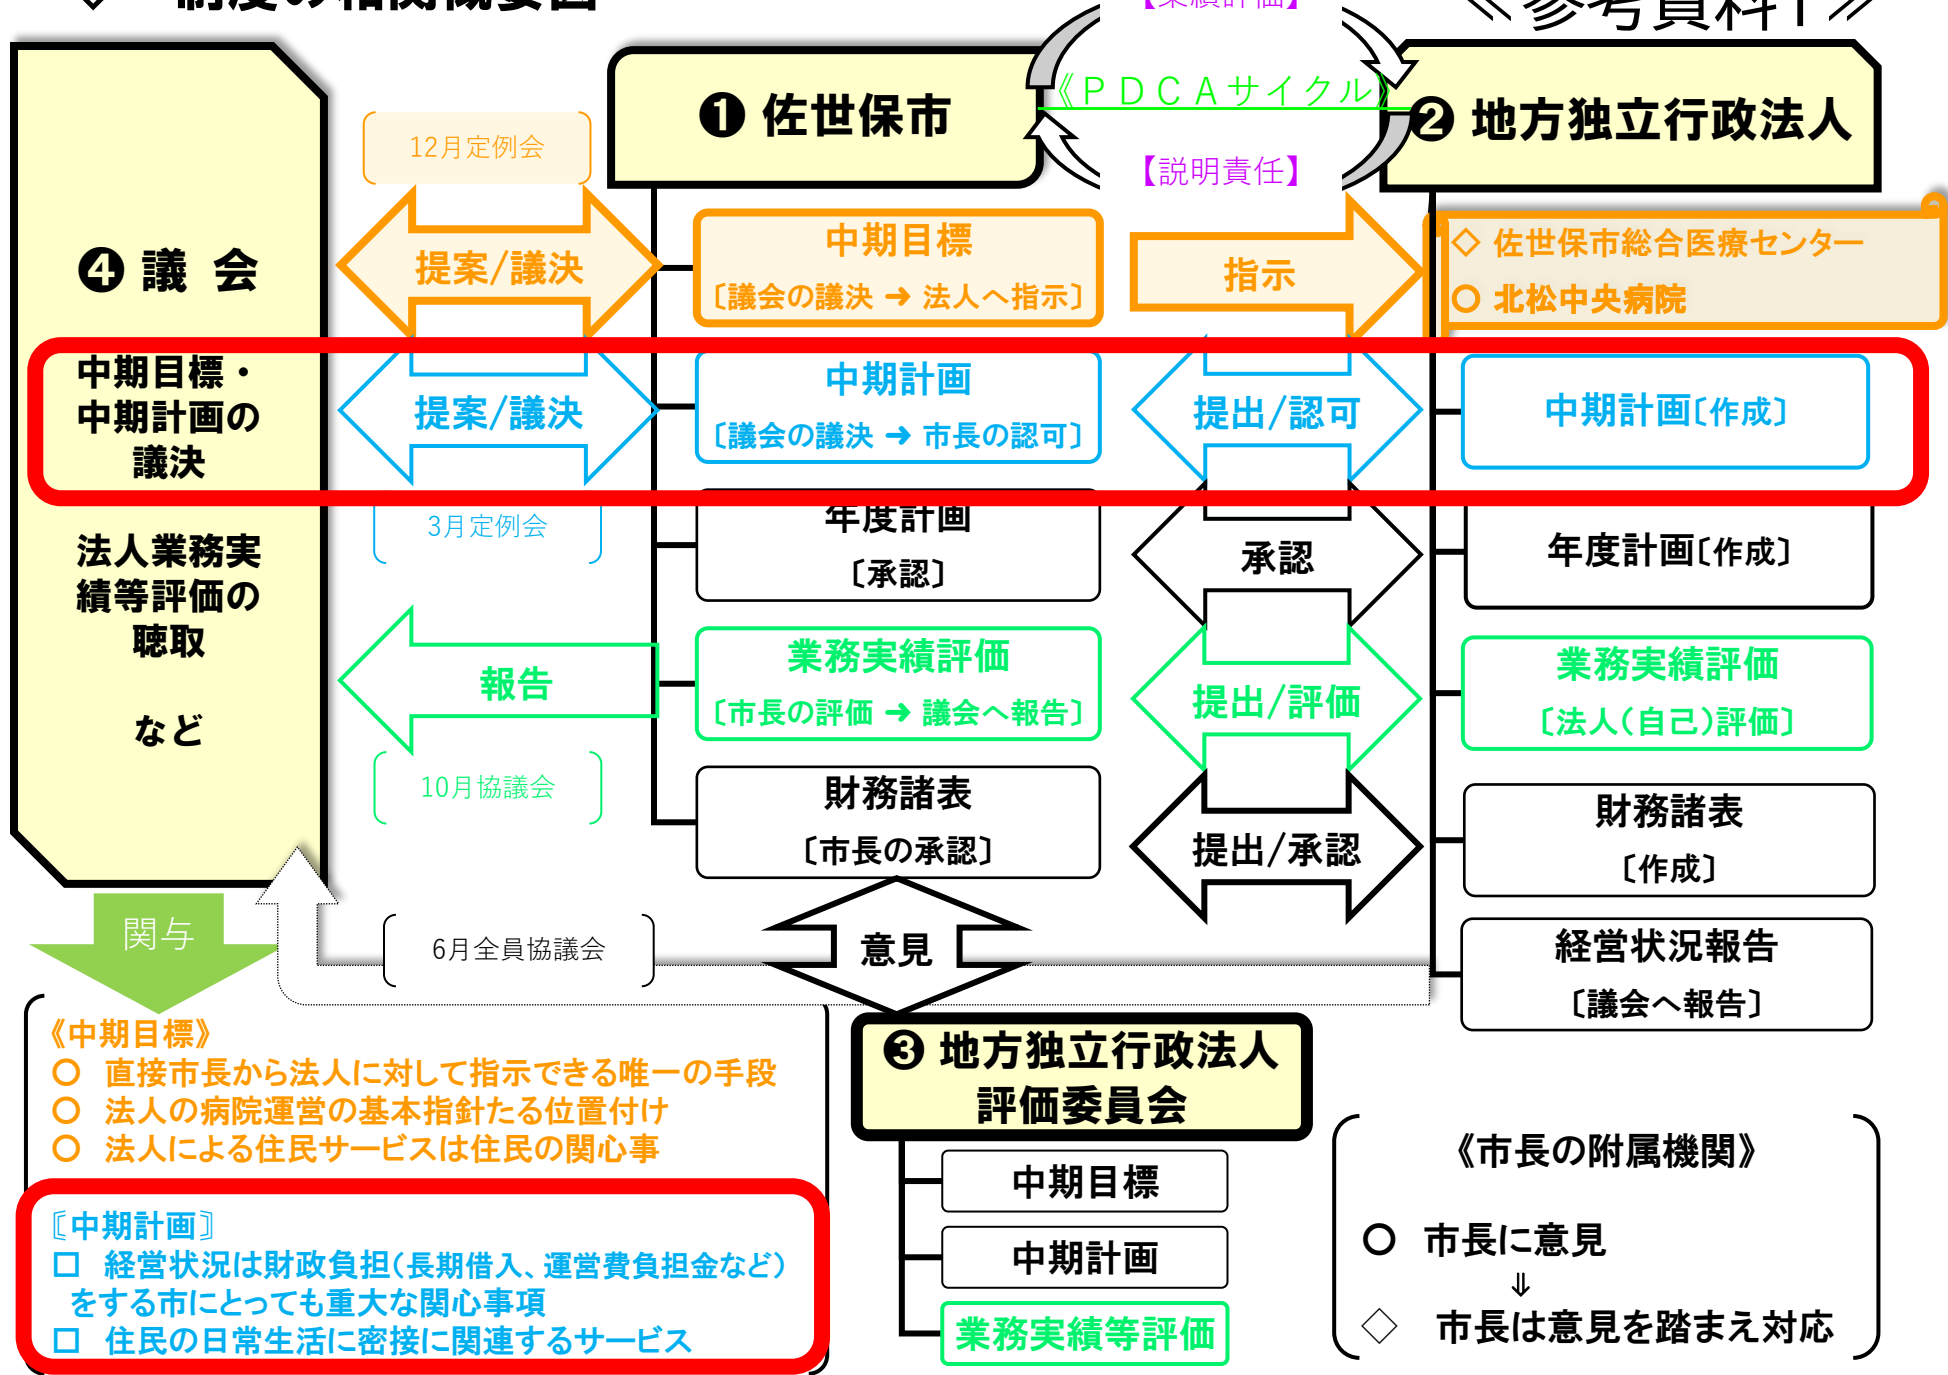 ◇ 制度の相関概要図
≪参考資料1≫
【業績評価】
《PDCAサイクル》
【説明責任】
❶ 佐世保市
❷ 地方独立行政法人
❹ 議 会
中期目標・
中期計画の
議決
法人業務実
績等評価の
聴取
など
12月定例会
提案/議決
中期目標
〔議会の議決 ➜ 法人へ指示〕
指示
◇ 佐世保市総合医療センター
○ 北松中央病院
提案/議決
中期計画
〔議会の議決 ➜ 市長の認可〕
提出/認可
中期計画〔作成〕
3月定例会
年度計画
〔承認〕
承認
年度計画〔作成〕
報告
業務実績評価
〔市長の評価 ➜ 議会へ報告〕
提出/評価
業務実績評価
〔法人(自己)評価〕
10月協議会
財務諸表
〔市長の承認〕
提出/承認
財務諸表
〔作成〕
関与
6月全員協議会
意見
経営状況報告
〔議会へ報告〕
《中期目標》
○ 直接市長から法人に対して指示できる唯一の手段
○ 法人の病院運営の基本指針たる位置付け
○ 法人による住民サービスは住民の関心事
〖中期計画〗
□ 経営状況は財政負担(長期借入、運営費負担金など)
をする市にとっても重大な関心事項
□ 住民の日常生活に密接に関連するサービス
❸ 地方独立行政法人
評価委員会
中期目標
中期計画
業務実績等評価
《市長の附属機関》
○ 市長に意見
⇓
◇ 市長は意見を踏まえ対応